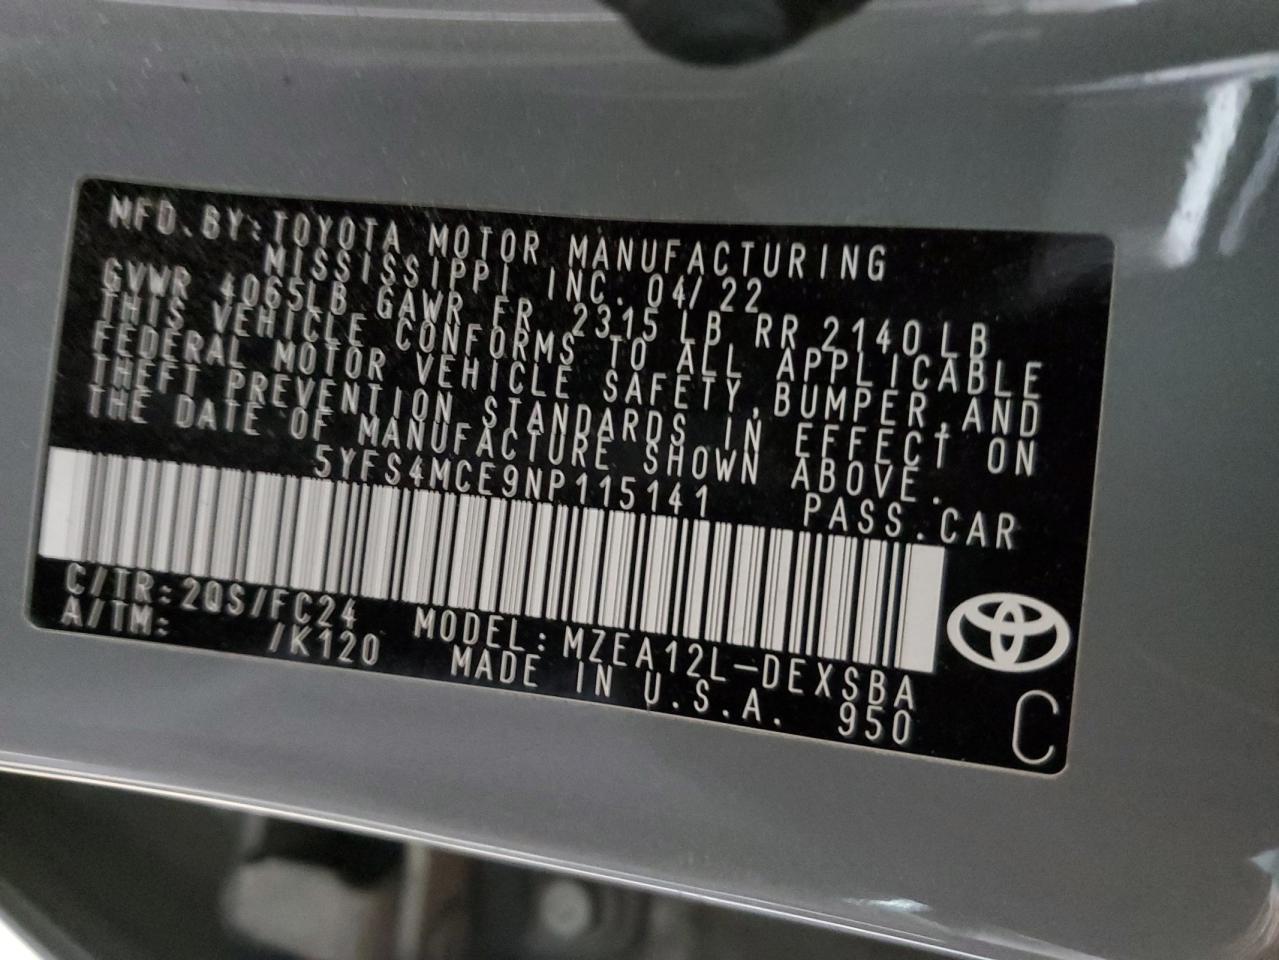 MFD. BY: TOYOTA MOTOR MANUFACTURING
MISSISSIPPI INC. 04/22
GVWR 4065LB GAWR FR 2315 LB RR 2140 LB
THIS VEHICLE CONFORMS TO ALL APPLICABLE
FEDERAL MOTOR VEHICLE SAFETY, BUMPER, AND
THEFT PREVENTION STANDARDS IN EFFECT ON
THE DATE OF MANUFACTURE SHOWN ABOVE.
5YFS4MCE9NP115141 PASS. CAR
C/TR: 2QS/FC24 MODEL: MZEA12L-DEXSBA
A/TM: /K120 MADE IN U.S.A. 950
C